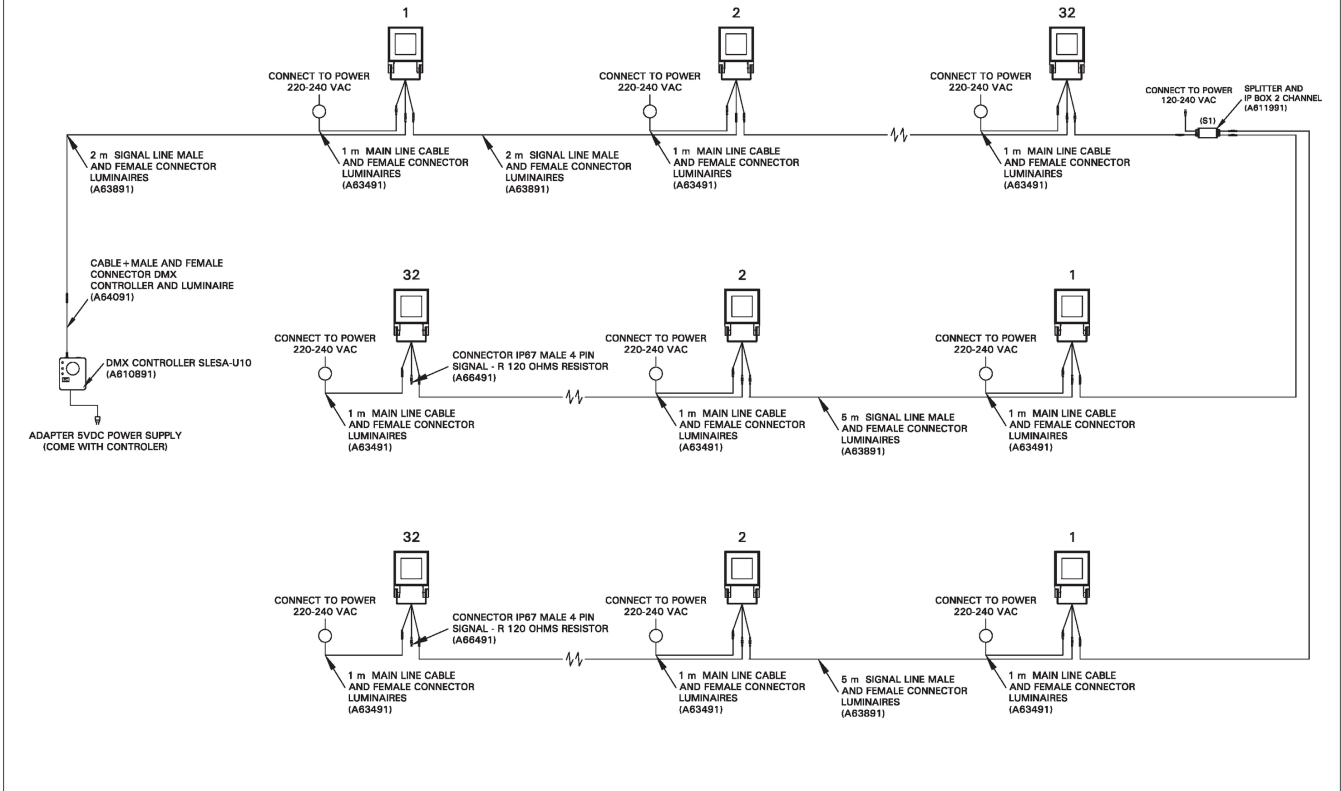 1
2
32
CONNECT TO POWER
220-240 VAC
CONNECT TO POWER
220-240 VAC
CONNECT TO POWER
220-240 VAC
CONNECT TO POWER
120-240 VAC
SPLITTER AND
IP BOX 2 CHANNEL
(A611991)
(S1)
2 m SIGNAL LINE MALE
AND FEMALE CONNECTOR
LUMINAIRES
(A63891)
1 m MAIN LINE CABLE
AND FEMALE CONNECTOR
LUMINAIRES
(A63491)
2 m SIGNAL LINE MALE
AND FEMALE CONNECTOR
LUMINAIRES
(A63891)
1 m MAIN LINE CABLE
AND FEMALE CONNECTOR
LUMINAIRES
(A63491)
1 m MAIN LINE CABLE
AND FEMALE CONNECTOR
LUMINAIRES
(A63491)
CABLE+MALE AND FEMALE
CONNECTOR DMX
CONTROLLER AND LUMINAIRE
(A64091)
DMX CONTROLLER SLESA-U10
(A610891)
ADAPTER 5VDC POWER SUPPLY
(COME WITH CONTROLER)
32
2
1
CONNECT TO POWER
220-240 VAC
CONNECTOR IP67 MALE 4 PIN
SIGNAL - R 120 OHMS RESISTOR
(A66491)
CONNECT TO POWER
220-240 VAC
CONNECT TO POWER
220-240 VAC
1 m MAIN LINE CABLE
AND FEMALE CONNECTOR
LUMINAIRES
(A63491)
1 m MAIN LINE CABLE
AND FEMALE CONNECTOR
LUMINAIRES
(A63491)
5 m SIGNAL LINE MALE
AND FEMALE CONNECTOR
LUMINAIRES
(A63891)
1 m MAIN LINE CABLE
AND FEMALE CONNECTOR
LUMINAIRES
(A63491)
32
2
1
CONNECT TO POWER
220-240 VAC
CONNECTOR IP67 MALE 4 PIN
SIGNAL - R 120 OHMS RESISTOR
(A66491)
CONNECT TO POWER
220-240 VAC
CONNECT TO POWER
220-240 VAC
1 m MAIN LINE CABLE
AND FEMALE CONNECTOR
LUMINAIRES
(A63491)
1 m MAIN LINE CABLE
AND FEMALE CONNECTOR
LUMINAIRES
(A63491)
5 m SIGNAL LINE MALE
AND FEMALE CONNECTOR
LUMINAIRES
(A63891)
1 m MAIN LINE CABLE
AND FEMALE CONNECTOR
LUMINAIRES
(A63491)